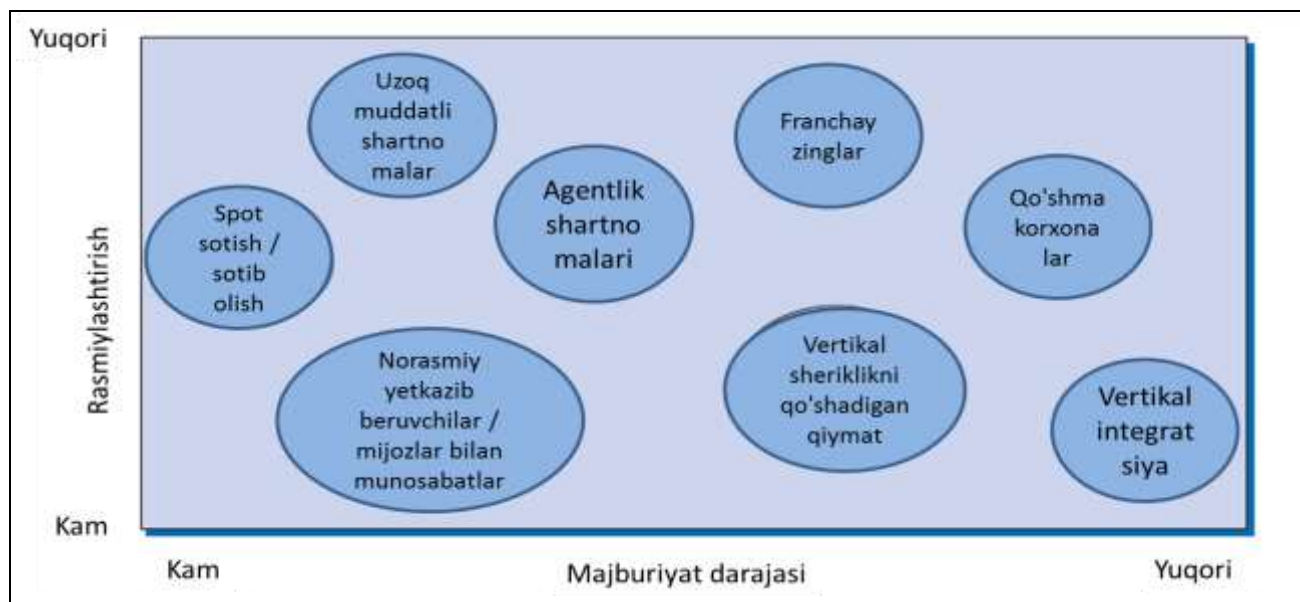 Yuqori
Uzoq
muddatli
shartno
malar
Franchay
zinglar
Agentlik
shartno
malari
Qo'shma
korxona
lar
Spot
sotish /
sotib
olish
Rasmiylashtirish
Norasmiy
yetkazib
beruvchilar /
mijozlar bilan
munosabatlar
Vertikal
sheriklikni
qo'shadigan
qiymat
Vertikal
integrat
siya
Kam
Kam
Majburiyat darajasi
Yuqori